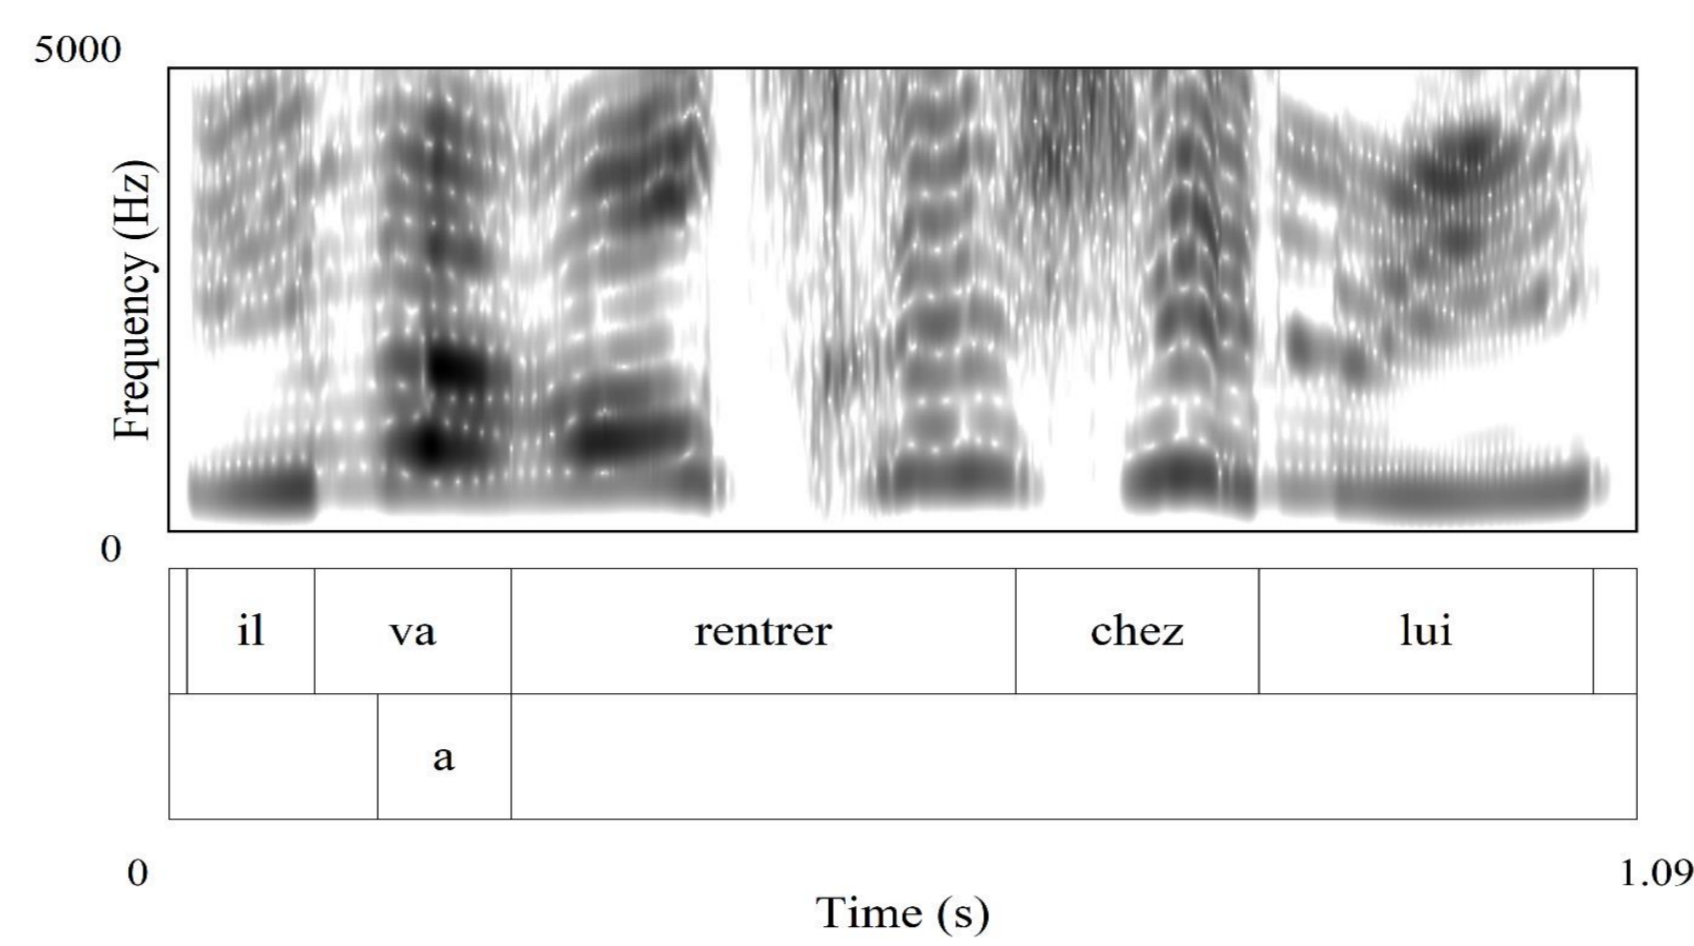 5000
Frequency (Hz)
0
il va rentrer chez lui
a
0 1.09
Time (s)